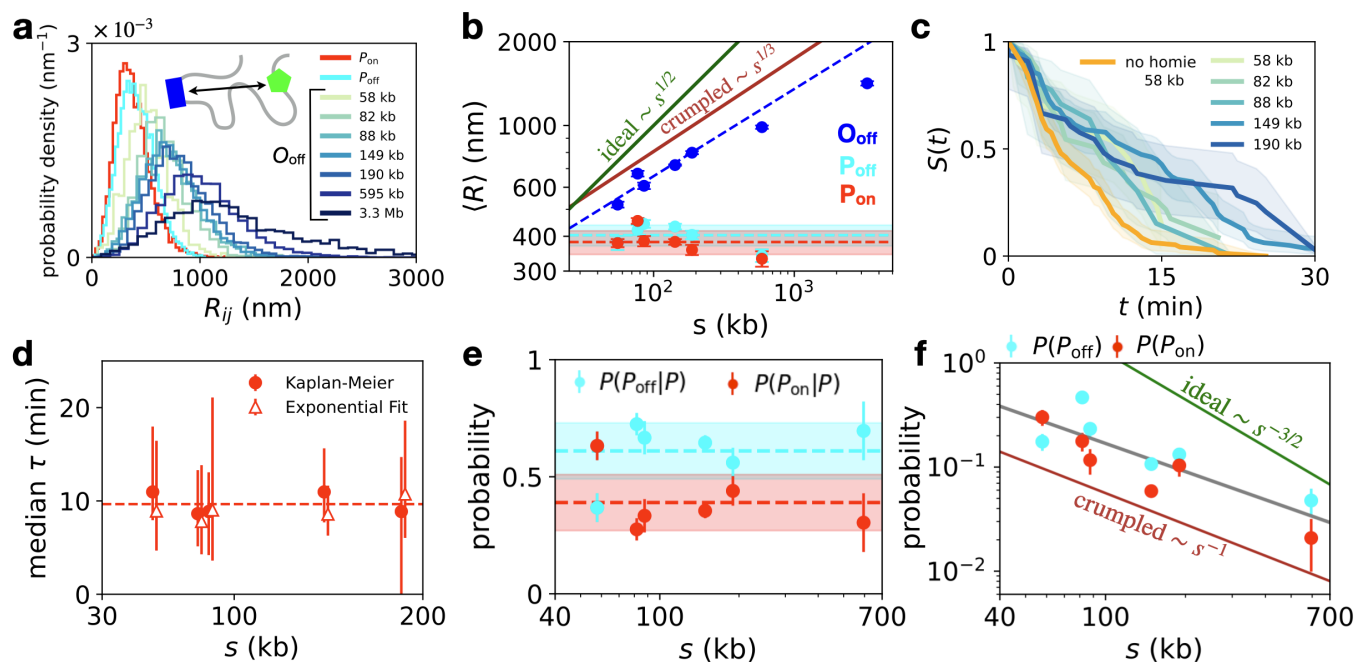 a
3 × 10⁻³
probability density (nm⁻¹)
0
0 1000 2000 3000
R_ij (nm)
P_on
P_off
O_off
58 kb
82 kb
88 kb
149 kb
190 kb
595 kb
3.3 Mb
b
⟨R⟩ (nm)
2000
1000
600
400
300
ideal ~ s^{1/2}
crumpled ~ s^{1/3}
O_off
P_off
P_on
10² 10³
s (kb)
c
S(t)
1
0.5
0
0 15 30
t (min)
no homie
58 kb
58 kb
82 kb
88 kb
149 kb
190 kb
d
median τ (min)
20
10
0
30 100 200
s (kb)
Kaplan-Meier
Exponential Fit
e
probability
1
0.5
0
40 100 700
s (kb)
P(P_off|P)
P(P_on|P)
f
P(P_off)
P(P_on)
probability
10⁰
10⁻¹
10⁻²
ideal ~ s^{-3/2}
crumpled ~ s^{-1}
40 100 700
s (kb)